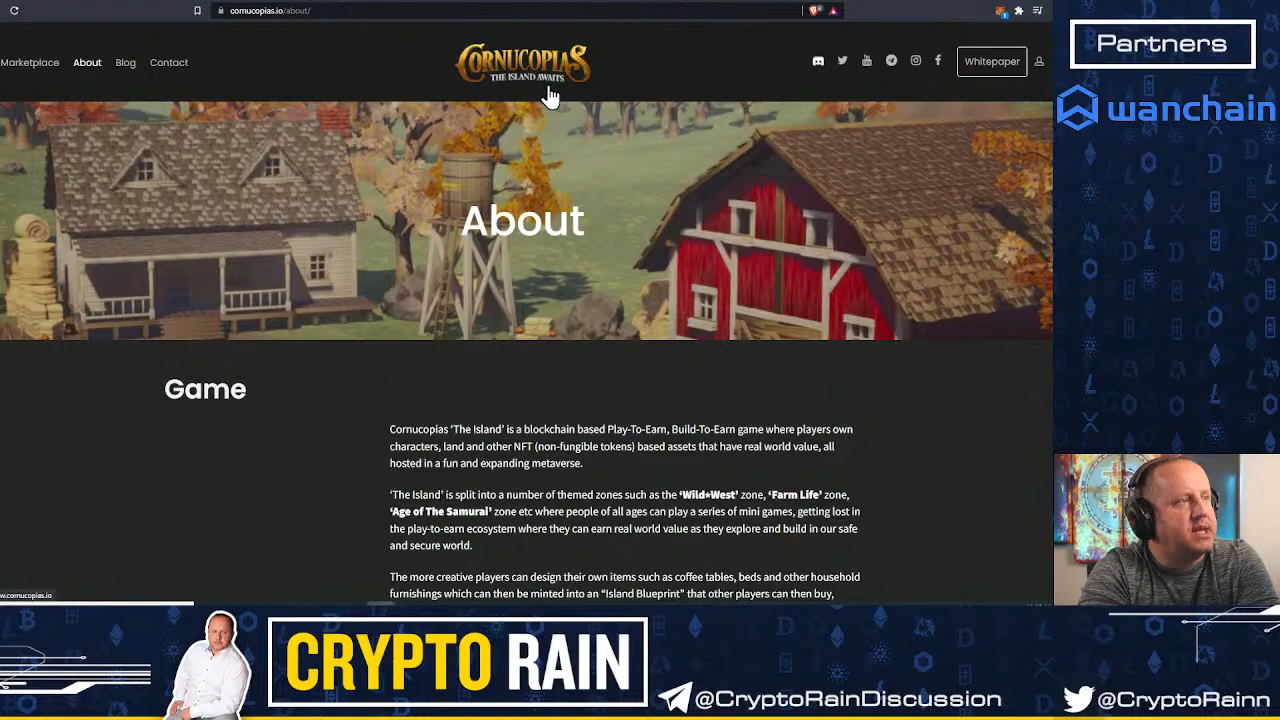 cornucopias.io/about/
Marketplace About Blog Contact
CORNUCOPIAS
THE ISLAND AWAITS
Whitepaper
Partners
wanchain
About
Game
Cornucopias ‘The Island’ is a blockchain based Play-To-Earn, Build-To-Earn game where players own
characters, land and other NFT (non-fungible tokens) based assets that have real world value, all
hosted in a fun and expanding metaverse.
‘The Island’ is split into a number of themed zones such as the ‘Wild★West’ zone, ‘Farm Life’ zone,
‘Age of The Samurai’ zone etc where people of all ages can play a series of mini games, getting lost in
the play-to-earn ecosystem where they can earn real world value as they explore and build in our safe
and secure world.
The more creative players can design their own items such as coffee tables, beds and other household
furnishings which can then be minted into an “Island Blueprint” that other players can then buy,
w.cornucopias.io
CRYPTO RAIN
@CryptoRainDiscussion
@CryptoRainn